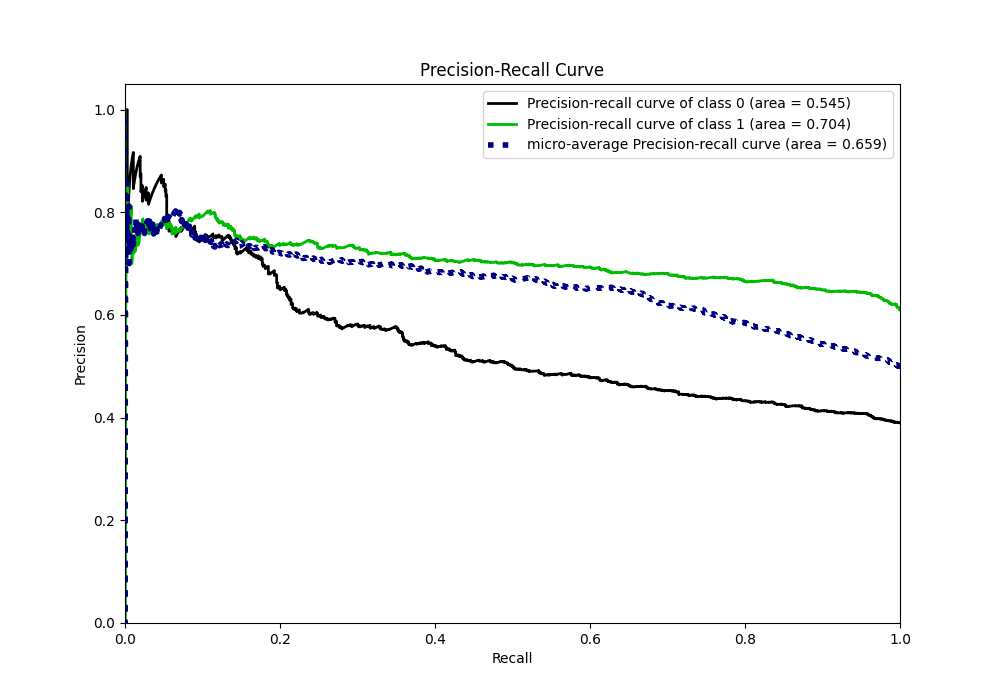 Precision-Recall Curve
Precision-recall curve of class 0 (area = 0.545)
Precision-recall curve of class 1 (area = 0.704)
micro-average Precision-recall curve (area = 0.659)
1.0
0.8
0.6
0.4
0.2
0.0
Precision
0.0 0.2 0.4 0.6 0.8 1.0
Recall